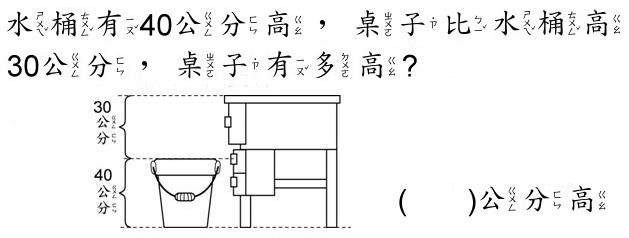 水桶有40公分高，桌子比水桶高
30公分，桌子有多高?
30
公
分
40
公
分
(　　)公分高